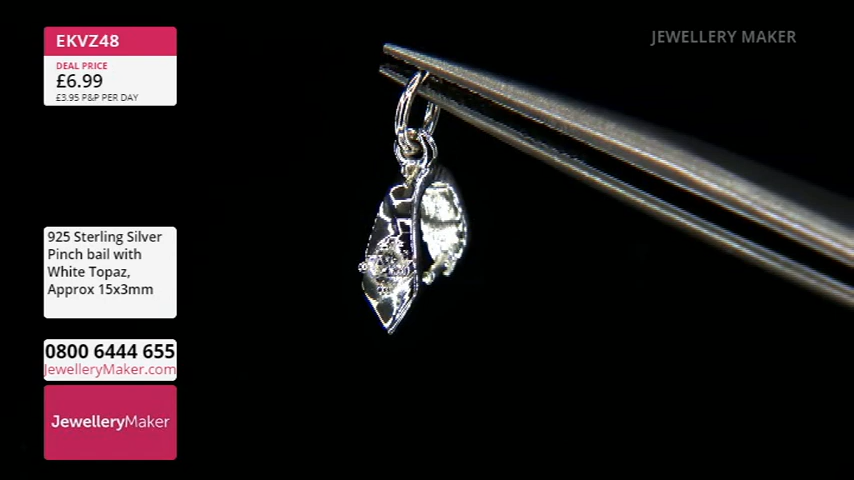 EKVZ48
DEAL PRICE
£6.99
£3.95 P&P PER DAY
JEWELLERY MAKER
925 Sterling Silver
Pinch bail with
White Topaz,
Approx 15x3mm
0800 6444 655
JewelleryMaker.com
JewelleryMaker